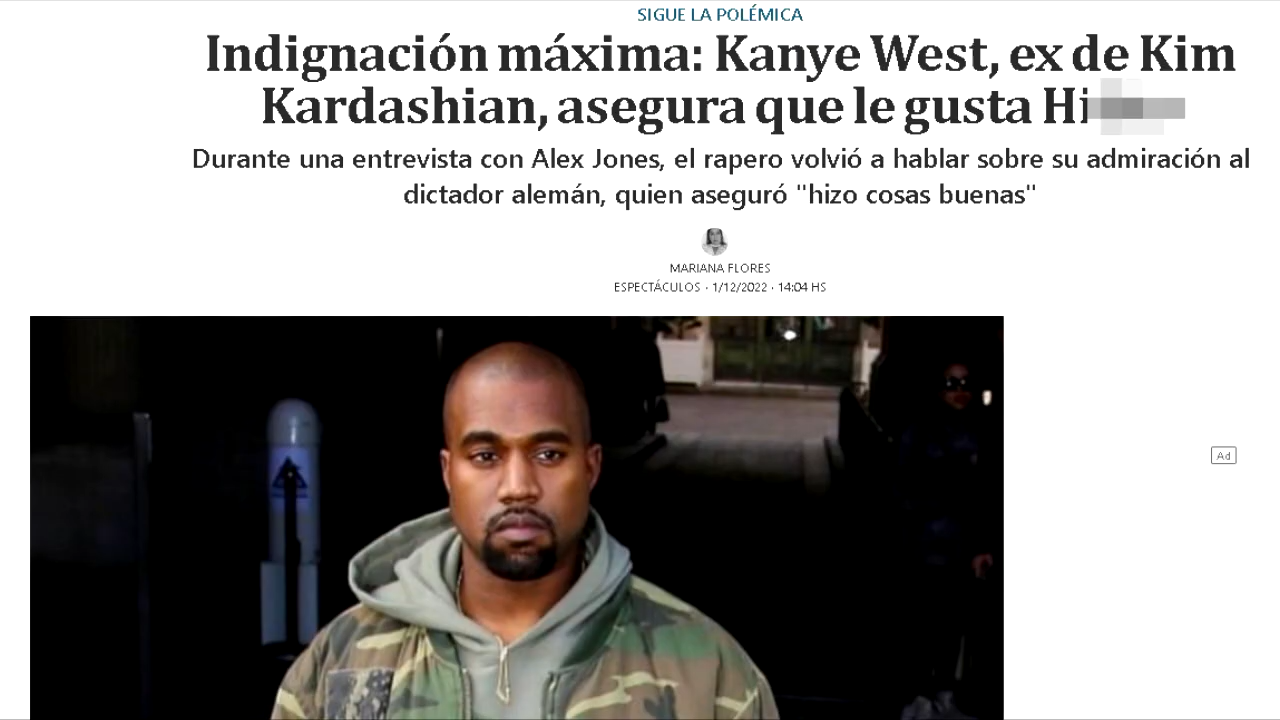 SIGUE LA POLÉMICA
Indignación máxima: Kanye West, ex de Kim
Kardashian, asegura que le gusta Hi
Durante una entrevista con Alex Jones, el rapero volvió a hablar sobre su admiración al
dictador alemán, quien aseguró "hizo cosas buenas"
MARIANA FLORES
ESPECTÁCULOS · 1/12/2022 · 14:04 HS
Ad